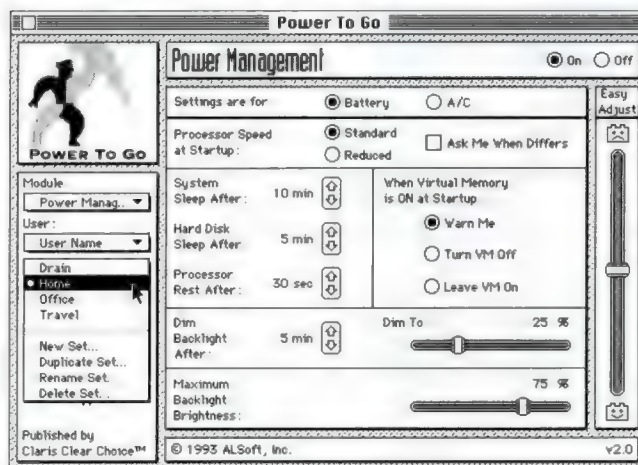 Power To Go
POWER TO GO
Module
Power Manag..
User:
User Name
Drain
Home
Office
Travel
New Set...
Duplicate Set...
Rename Set.
Delete Set. .
Published by
Claris Clear Choice™
Power Management
On
Off
Settings are for
Battery
A/C
Processor Speed
at Startup:
Standard
Reduced
Ask Me When Differs
System
Sleep After:
10 min
Hard Disk
Sleep After
5 min
Processor
Rest After:
30 sec
When Virtual Memory
is ON at Startup
Warn Me
Turn VM Off
Leave VM On
Dim
Backlight
After:
5 min
Dim To
25 %
Maximum
Backlight
Brightness:
75 %
© 1993 ALSoft, Inc.
v2.0
Easy
Adjust